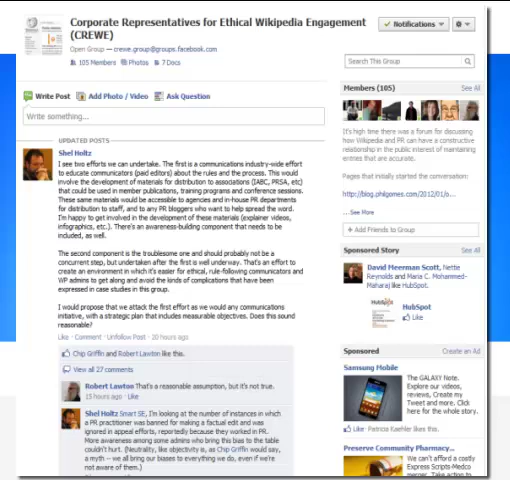 Corporate Representatives for Ethical Wikipedia Engagement
(CREWE)
Open Group — crewe.group@groups.facebook.com
105 Members Photos 7 Docs
Notifications
Search This Group
Write Post Add Photo / Video Ask Question
Write something...
UPDATED POSTS
Shel Holtz
I see two efforts we can undertake. The first is a communications industry-wide effort
to educate communicators (paid editors) about the rules and the process. This would
involve the development of materials for distribution to associations (IABC, PRSA, etc)
that could be used in member publications, training programs and conference sessions.
These same materials would be accessible to agencies and in-house PR departments
for distribution to staff, and to any PR bloggers who want to help spread the word.
I'm happy to get involved in the development of these materials (explainer videos,
infographics, etc.). There's an awareness-building component that needs to be
included, as well.
The second component is the troublesome one and should probably not be a
concurrent step, but undertaken after the first is well underway. That's an effort to
create an environment in which it's easier for ethical, rule-following communicators and
WP admins to get along and avoid the kinds of complications that have been
expressed in case studies in this group.
I would propose that we attack the first effort as we would any communications
initiative, with a strategic plan that includes measurable objectives. Does this sound
reasonable?
Like · Comment · Unfollow Post · 20 hours ago
Chip Griffin and Robert Lawton like this.
View all 27 comments
Robert Lawton That's a reasonable assumption, but it's not true.
15 hours ago · Like
Shel Holtz Smart SE, I'm looking at the number of instances in which
a PR practitioner was banned for making a factual edit and was
ignored in appeal efforts, reportedly because they worked in PR.
More awareness among some admins who bring this bias to the table
couldn't hurt. (Neutrality, like objectivity, is, as Chip Griffin would say,
a myth -- we all bring our biases to everything we do, even if we're
not aware of them.)
Members (105) See All
It's high time there was a forum for discussing
how Wikipedia and PR can have a constructive
relationship in the public interest of maintaining
entries that are accurate.
Pages that initially started the conversation:
http://blog.philgomes.com/2012/01/o...
...See More
+ Add Friends to Group
Sponsored Story See All
David Meerman Scott, Nette
Reynolds and Maria C. Mohammed-
Maharaj like HubSpot.
HubSpot
HubSpot
Like
Sponsored Create an Ad
Samsung Mobile
The GALAXY Note.
Explore our videos,
reviews, Create my
Tweet and more. Click
here for the whole story.
Like · Patricia Kaehler likes this.
Preserve Community Pharmacy...
We can't afford a costly
Express Scripts-Medco
merger. Take action to